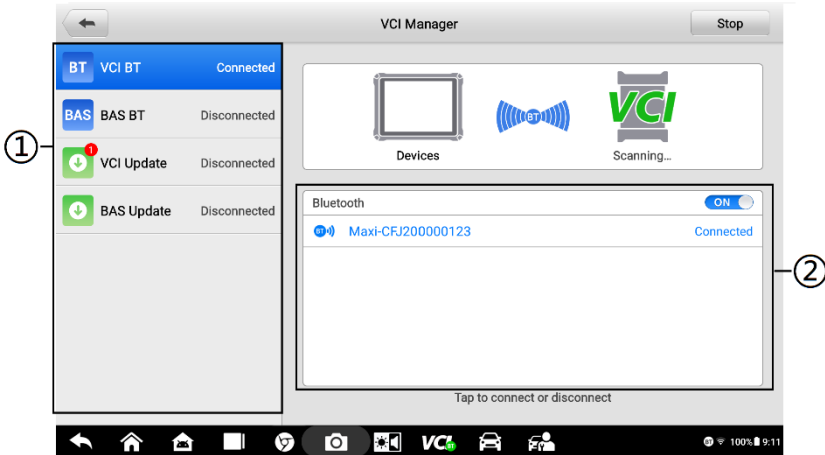 VCI Manager
Stop
BT VCI BT Connected
BAS BAS BT Disconnected
1 VCI Update Disconnected
BAS Update Disconnected
①
Devices
BT
VCI
Scanning...
Bluetooth ON
BT Maxi-CFJ200000123 Connected
②
Tap to connect or disconnect
VCI BT
BT 100% 9:11